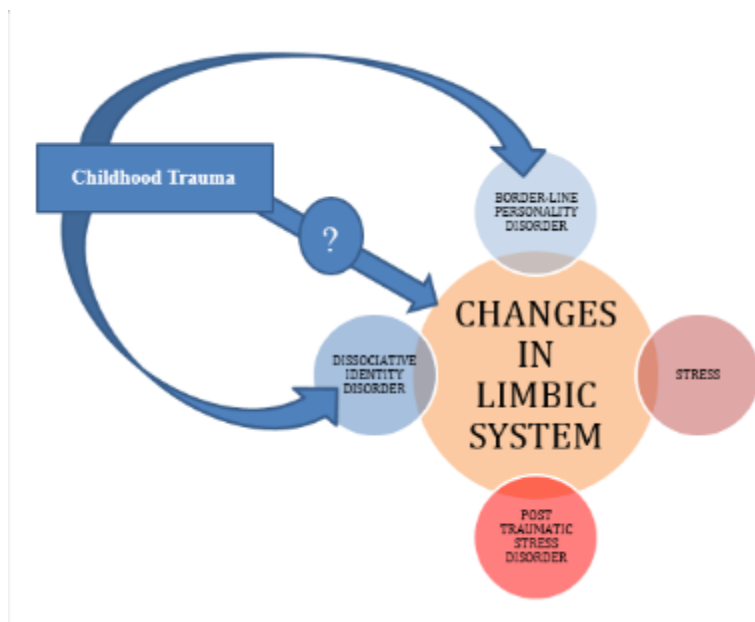 Childhood Trauma
?
BORDER-LINE
PERSONALITY
DISORDER
CHANGES
IN
LIMBIC
SYSTEM
DISSOCIATIVE
IDENTITY
DISORDER
STRESS
POST
TRAUMATIC
STRESS
DISORDER